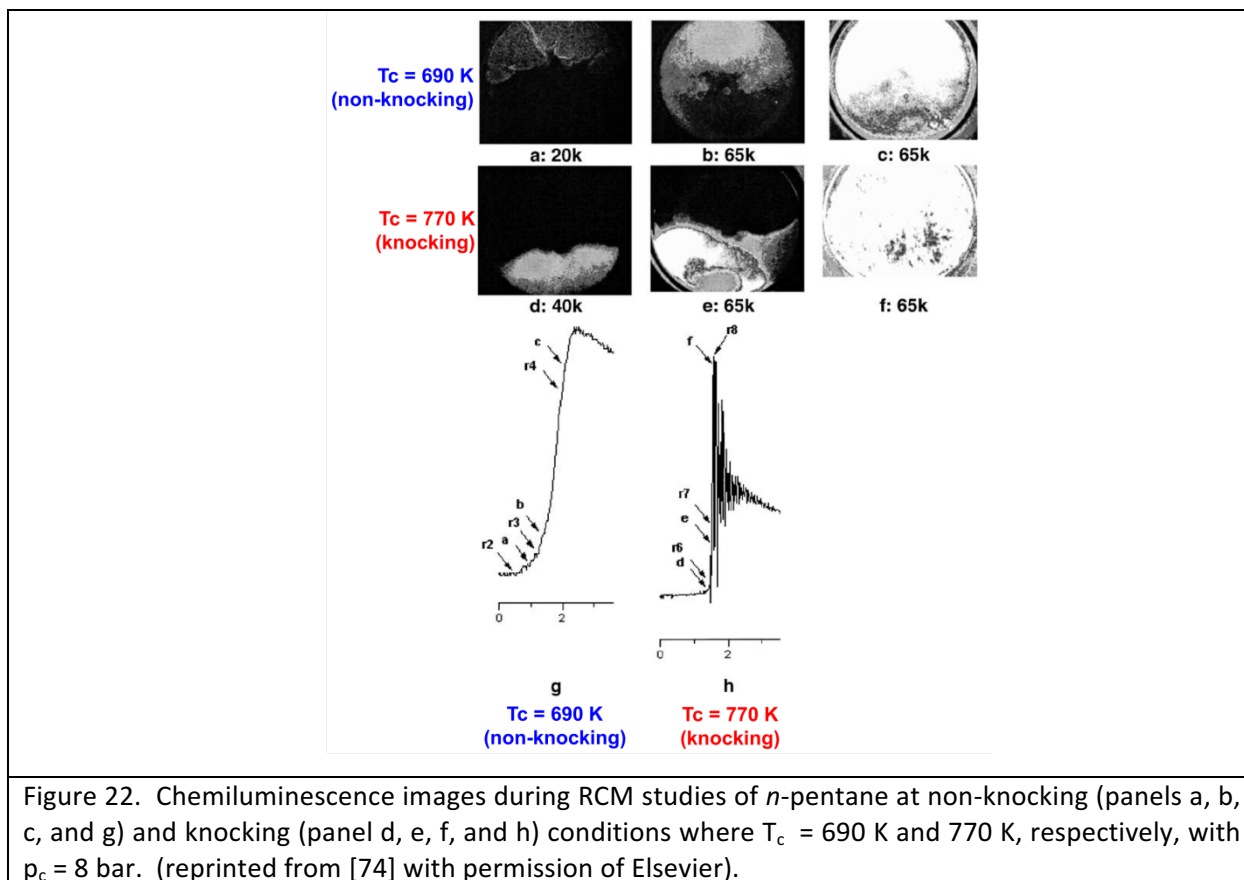 Tc = 690 K
(non-knocking)
a: 20k
b: 65k
c: 65k
Tc = 770 K
(knocking)
d: 40k
e: 65k
f: 65k
c
r4
b
r3
a
r2
0
2
g
Tc = 690 K
(non-knocking)
r8
f
r7
e
r6
d
0
2
h
Tc = 770 K
(knocking)
Figure 22. Chemiluminescence images during RCM studies of n-pentane at non-knocking (panels a, b,
c, and g) and knocking (panel d, e, f, and h) conditions where Tc = 690 K and 770 K, respectively, with
pc = 8 bar. (reprinted from [74] with permission of Elsevier).